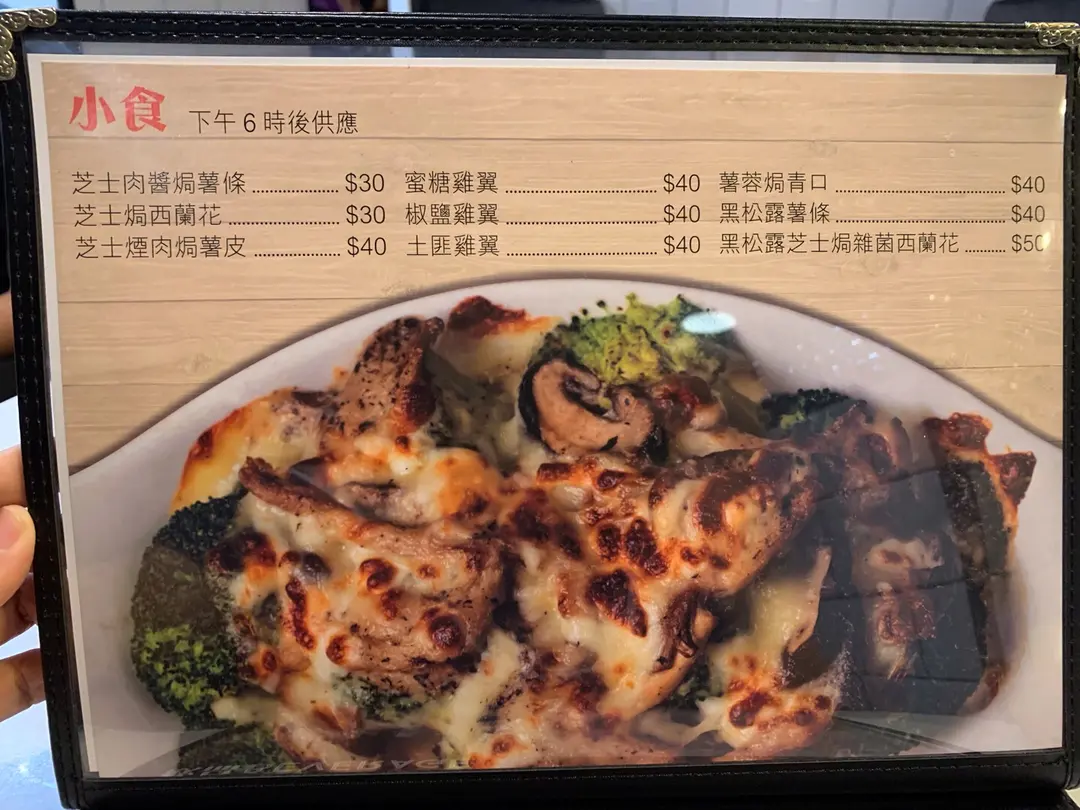 小食 下午 6 時後供應
芝士肉醬焗薯條 $30
芝士焗西蘭花 $30
芝士煙肉焗薯皮 $40
蜜糖雞翼 $40
椒鹽雞翼 $40
土匪雞翼 $40
薯蓉焗青口 $40
黑松露薯條 $40
黑松露芝士焗雜菌西蘭花 $50